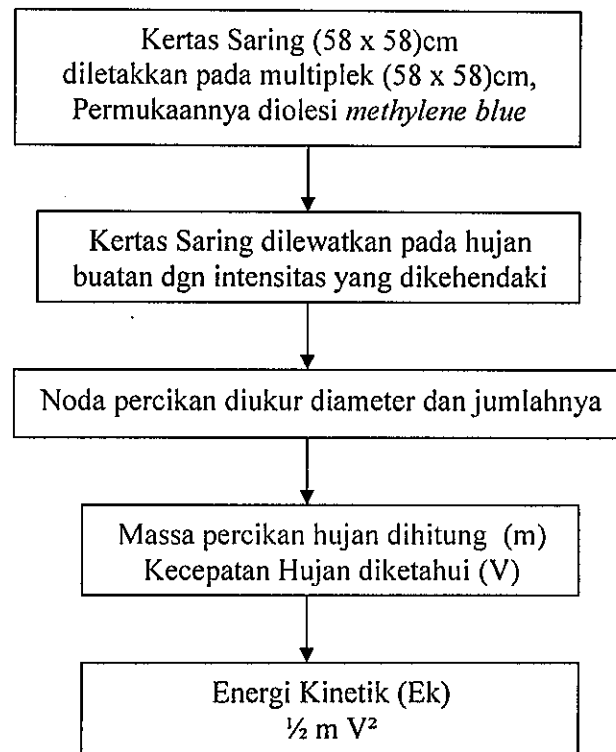 Kertas Saring (58 x 58)cm
diletakkan pada multiplek (58 x 58)cm,
Permukaannya diolesi methylene blue
Kertas Saring dilewatkan pada hujan
buatan dgn intensitas yang dikehendaki
Noda percikan diukur diameter dan jumlahnya
Massa percikan hujan dihitung (m)
Kecepatan Hujan diketahui (V)
Energi Kinetik (Ek)
½ m V²